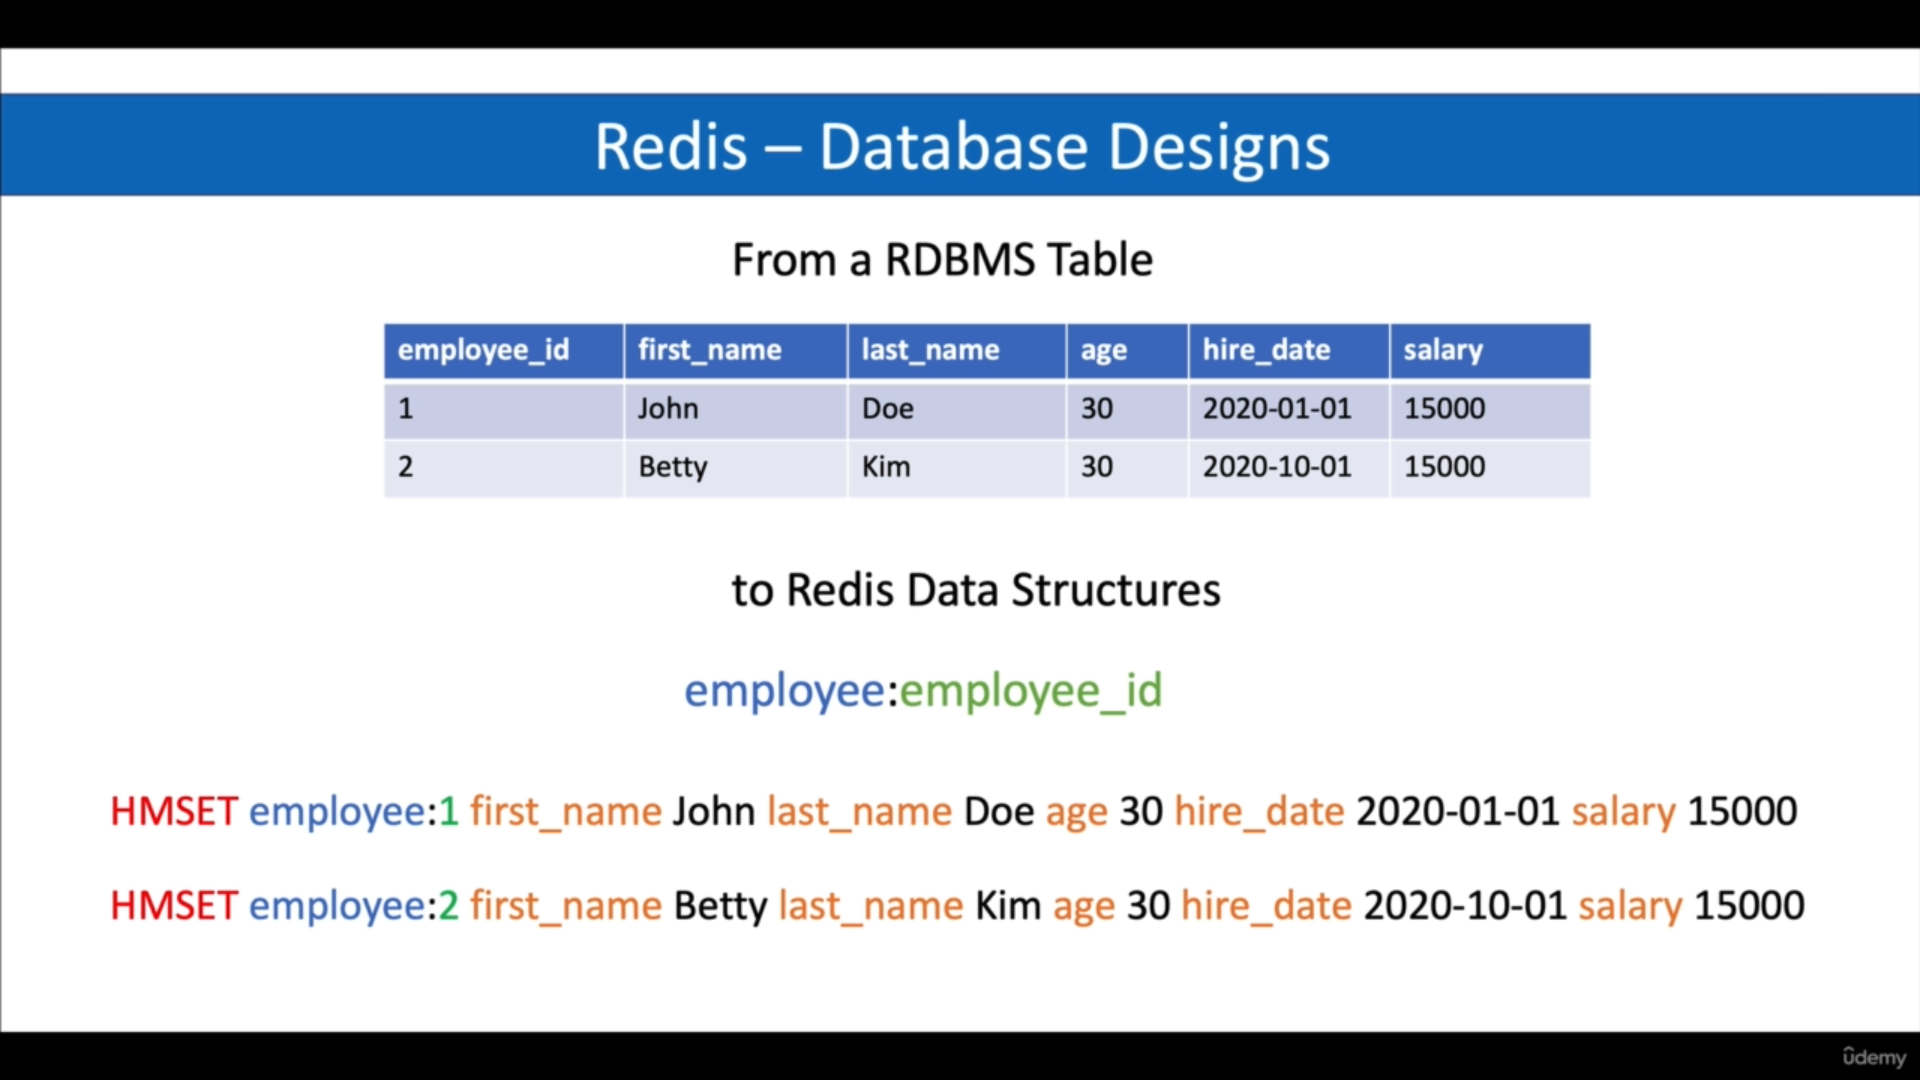 Redis – Database Designs
From a RDBMS Table
employee_id first_name last_name age hire_date salary
1 John Doe 30 2020-01-01 15000
2 Betty Kim 30 2020-10-01 15000
to Redis Data Structures
employee:employee_id
HMSET employee:1 first_name John last_name Doe age 30 hire_date 2020-01-01 salary 15000
HMSET employee:2 first_name Betty last_name Kim age 30 hire_date 2020-10-01 salary 15000
ûdemy